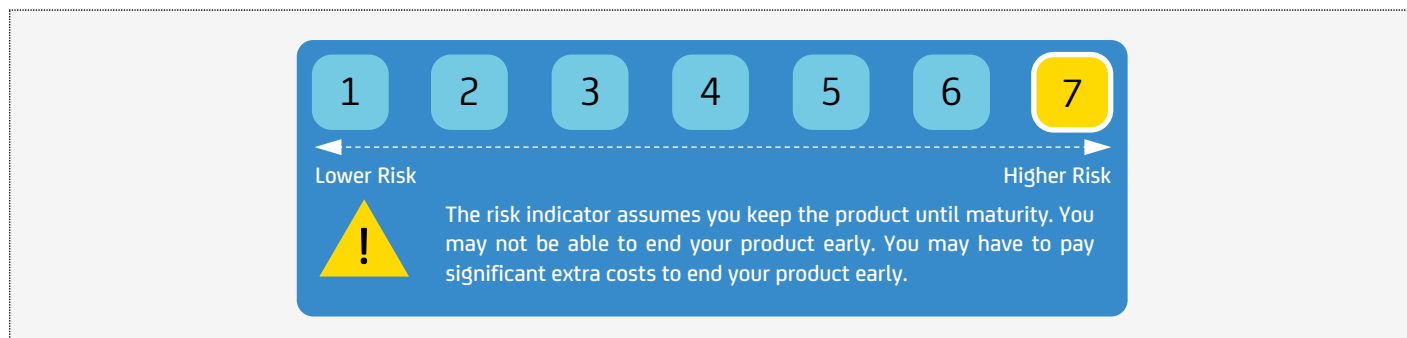 1 2 3 4 5 6 7
Lower Risk Higher Risk
!
The risk indicator assumes you keep the product until maturity. You
may not be able to end your product early. You may have to pay
significant extra costs to end your product early.